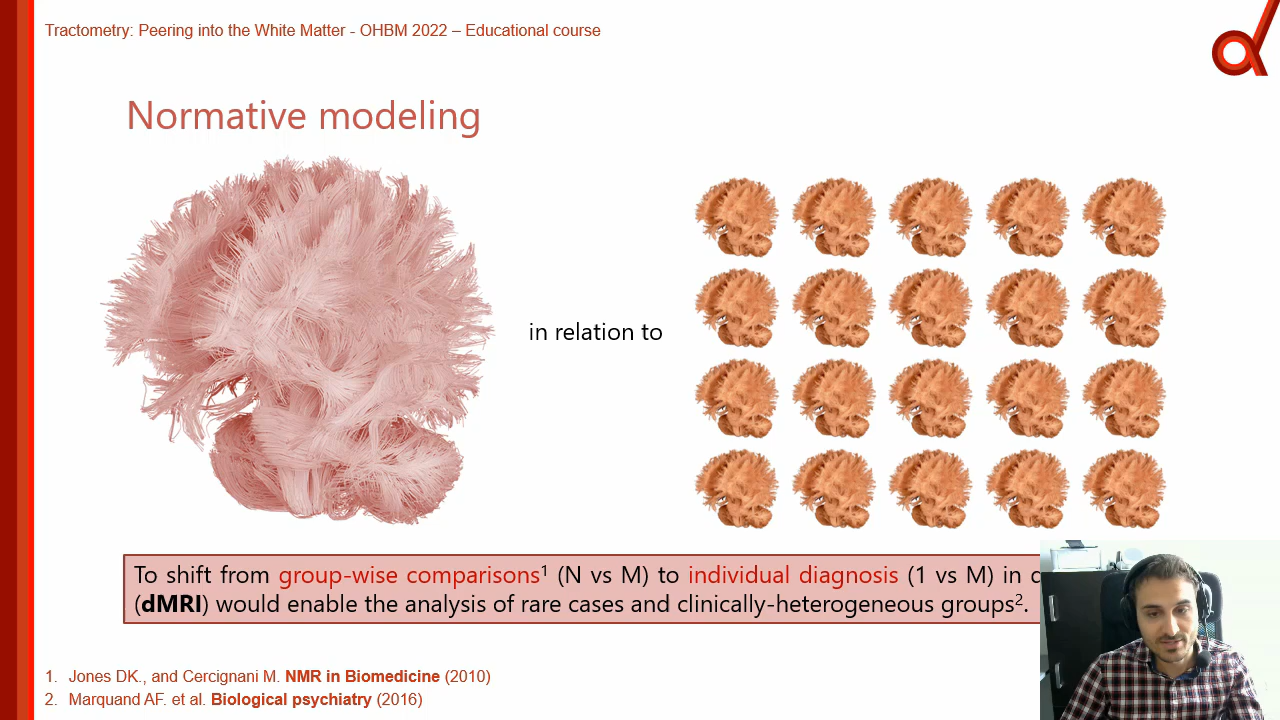 Tractometry: Peering into the White Matter - OHBM 2022 – Educational course
Normative modeling
in relation to
To shift from group-wise comparisons¹ (N vs M) to individual diagnosis (1 vs M) in
(dMRI) would enable the analysis of rare cases and clinically-heterogeneous groups².
1. Jones DK., and Cercignani M. NMR in Biomedicine (2010)
2. Marquand AF. et al. Biological psychiatry (2016)